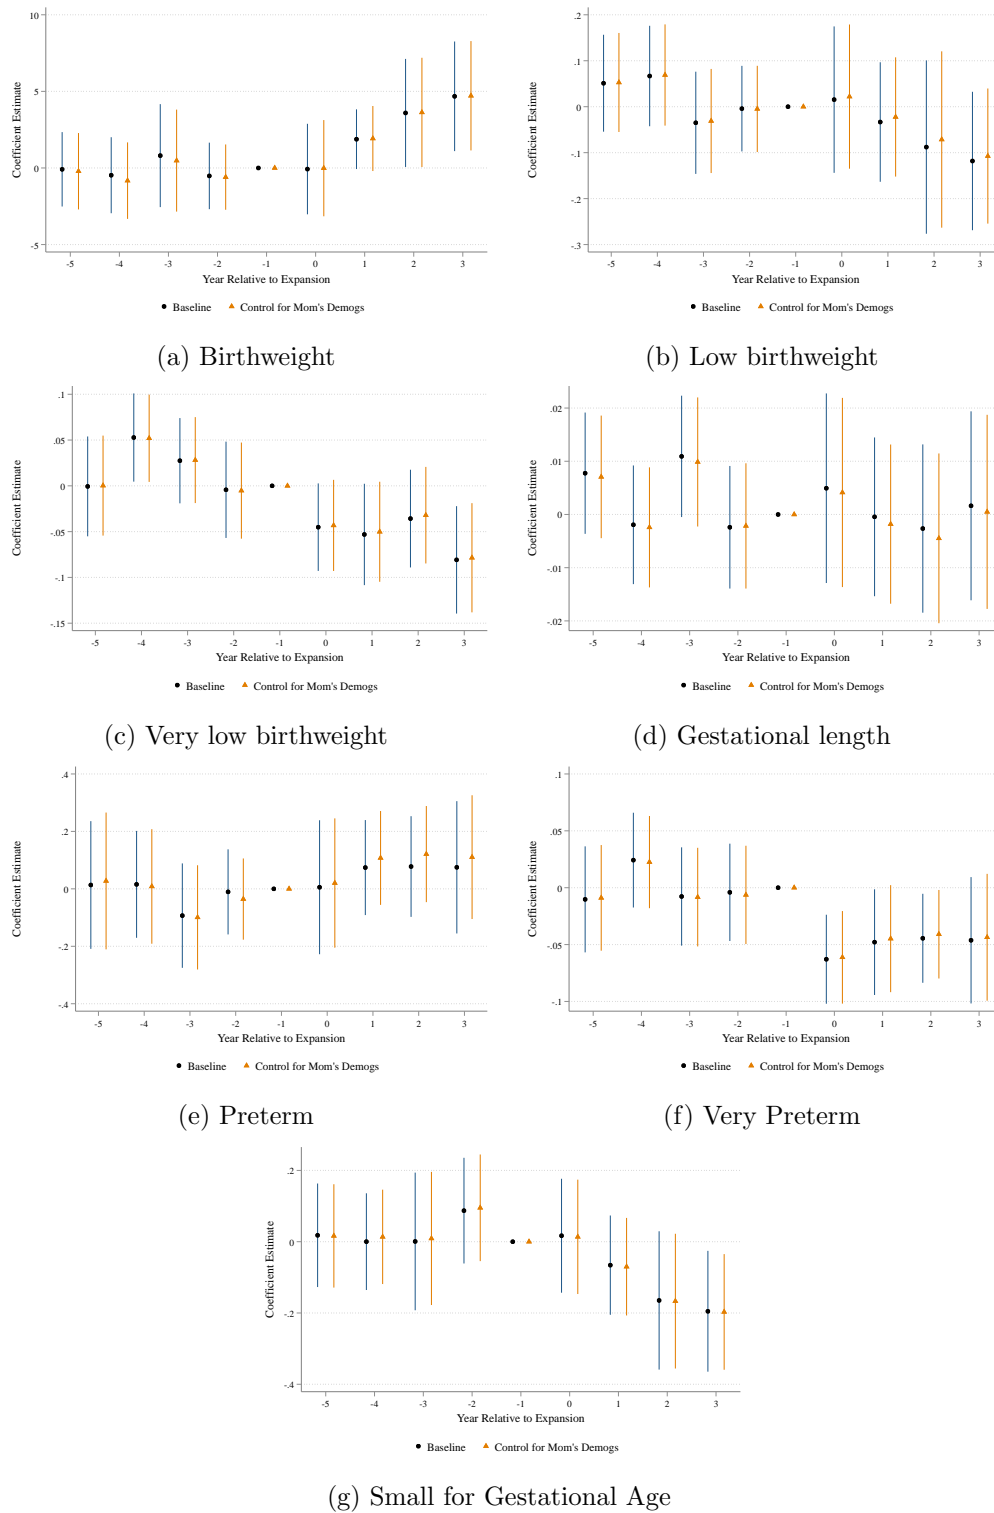 10
5
0
-5
Coefficient Estimate
-5 -4 -3 -2 -1 0 1 2 3
Year Relative to Expansion
Baseline Control for Mom's Demogs
(a) Birthweight
.2
.1
0
-.1
-.2
-.3
Coefficient Estimate
-5 -4 -3 -2 -1 0 1 2 3
Year Relative to Expansion
Baseline Control for Mom's Demogs
(b) Low birthweight
.1
.05
0
-.05
-.1
-.15
Coefficient Estimate
-5 -4 -3 -2 -1 0 1 2 3
Year Relative to Expansion
Baseline Control for Mom's Demogs
(c) Very low birthweight
.02
.01
0
-.01
-.02
Coefficient Estimate
-5 -4 -3 -2 -1 0 1 2 3
Year Relative to Expansion
Baseline Control for Mom's Demogs
(d) Gestational length
.4
.2
0
-.2
-.4
Coefficient Estimate
-5 -4 -3 -2 -1 0 1 2 3
Year Relative to Expansion
Baseline Control for Mom's Demogs
(e) Preterm
.1
.05
0
-.05
-.1
Coefficient Estimate
-5 -4 -3 -2 -1 0 1 2 3
Year Relative to Expansion
Baseline Control for Mom's Demogs
(f) Very Preterm
.2
0
-.2
-.4
Coefficient Estimate
-5 -4 -3 -2 -1 0 1 2 3
Year Relative to Expansion
Baseline Control for Mom's Demogs
(g) Small for Gestational Age